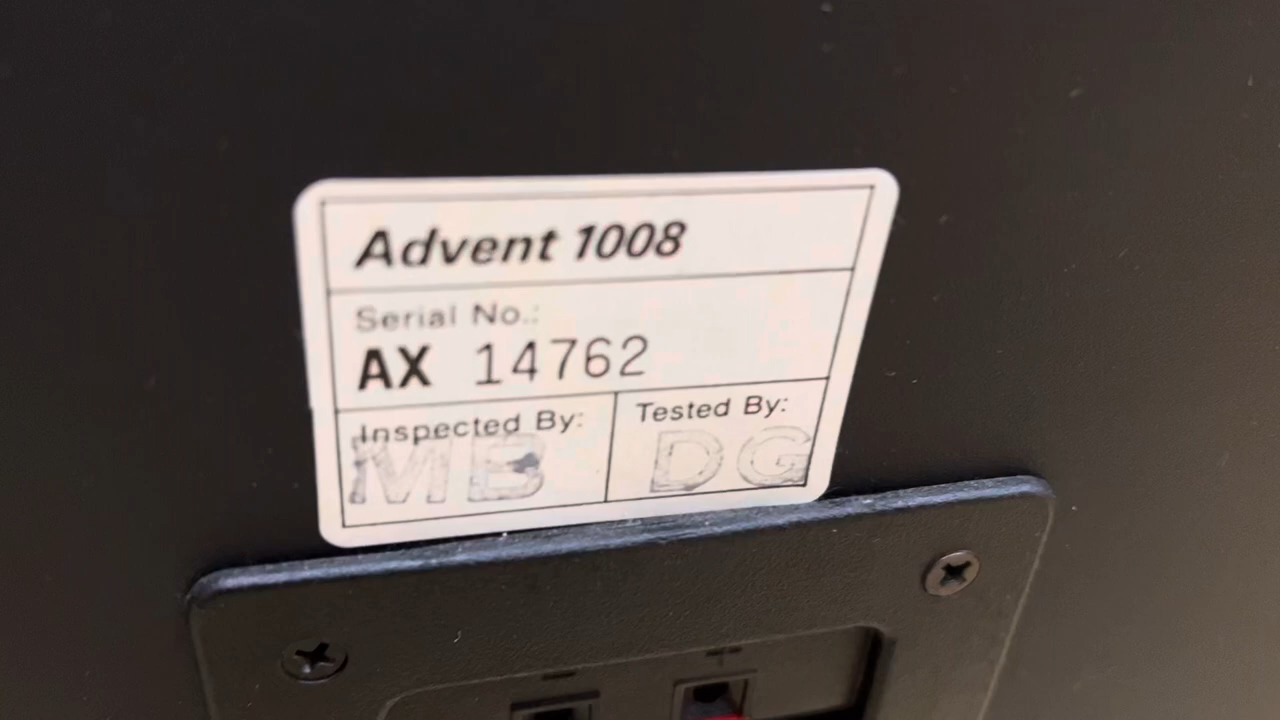 Advent 1008
Serial No.:
AX 14762
Inspected By:
MB
Tested By:
DG
- +